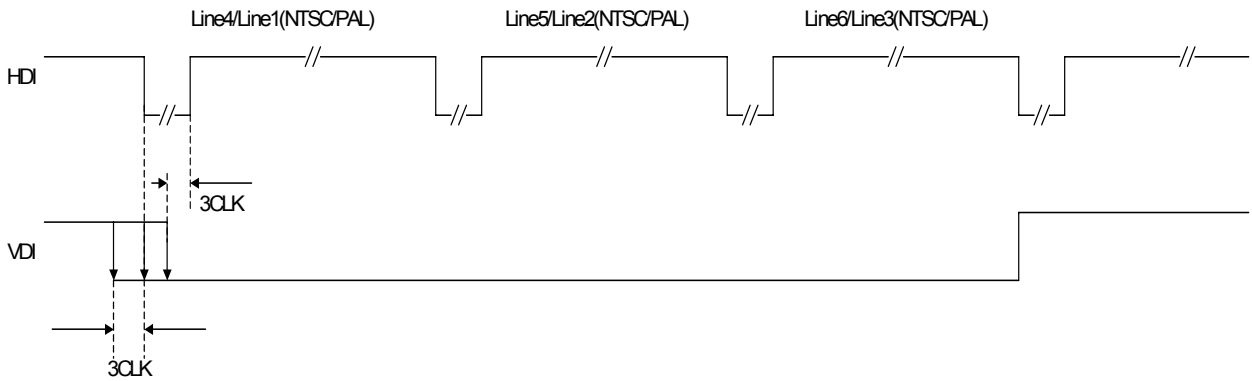 Line4/Line1(NTSC/PAL) Line5/Line2(NTSC/PAL) Line6/Line3(NTSC/PAL)
HDI
3CLK
VDI
3CLK